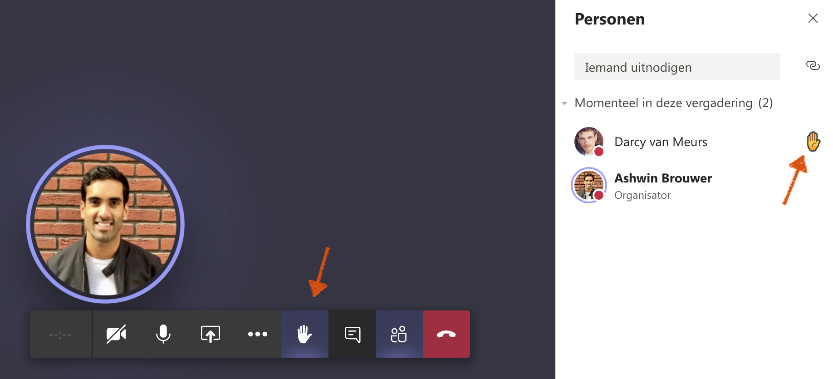 Personen
Iemand uitnodigen
Momenteel in deze vergadering (2)
Darcy van Meurs
Ashwin Brouwer
Organisator
--:--